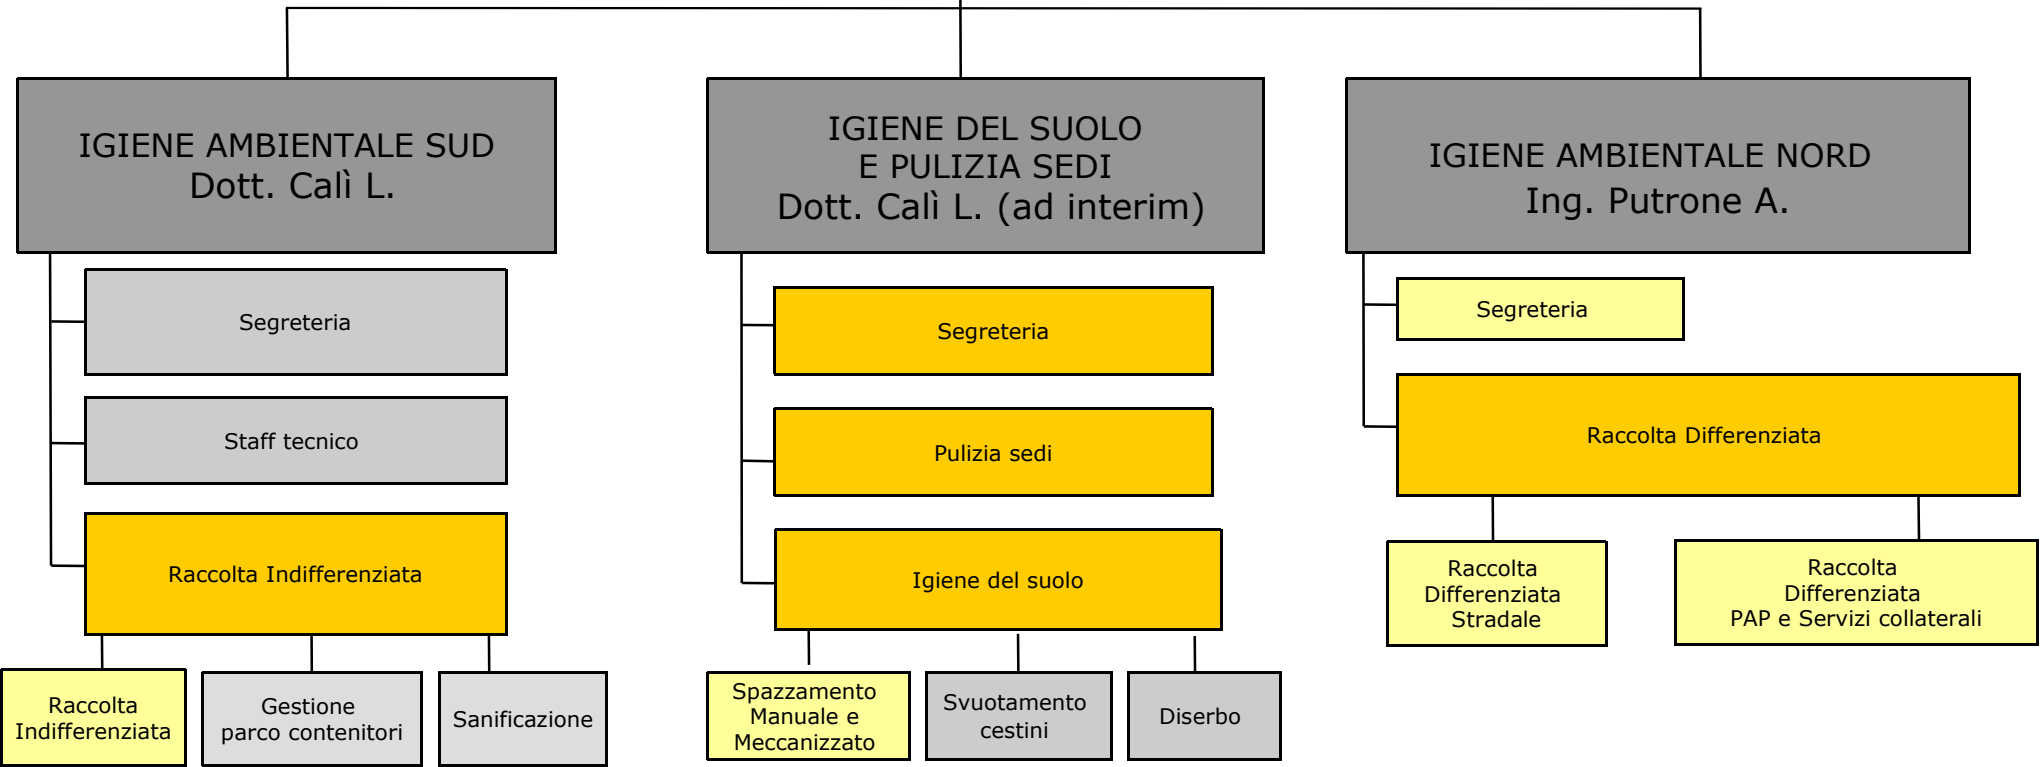 IGIENE AMBIENTALE SUD
Dott. Calì L.
IGIENE DEL SUOLO
E PULIZIA SEDI
Dott. Calì L. (ad interim)
IGIENE AMBIENTALE NORD
Ing. Putrone A.
Segreteria
Staff tecnico
Raccolta Indifferenziata
Raccolta
Indifferenziata
Gestione
parco contenitori
Sanificazione
Segreteria
Pulizia sedi
Igiene del suolo
Spazzamento
Manuale e
Meccanizzato
Svuotamento
cestini
Diserbo
Segreteria
Raccolta Differenziata
Raccolta
Differenziata
Stradale
Raccolta
Differenziata
PAP e Servizi collaterali